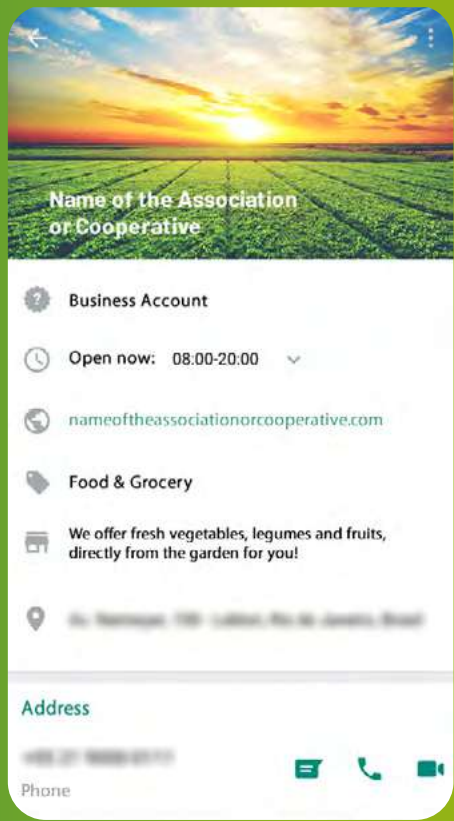 Name of the Association
or Cooperative
Business Account
Open now: 08:00-20:00
nameoftheassociationorcooperative.com
Food & Grocery
We offer fresh vegetables, legumes and fruits,
directly from the garden for you!
Address
Phone